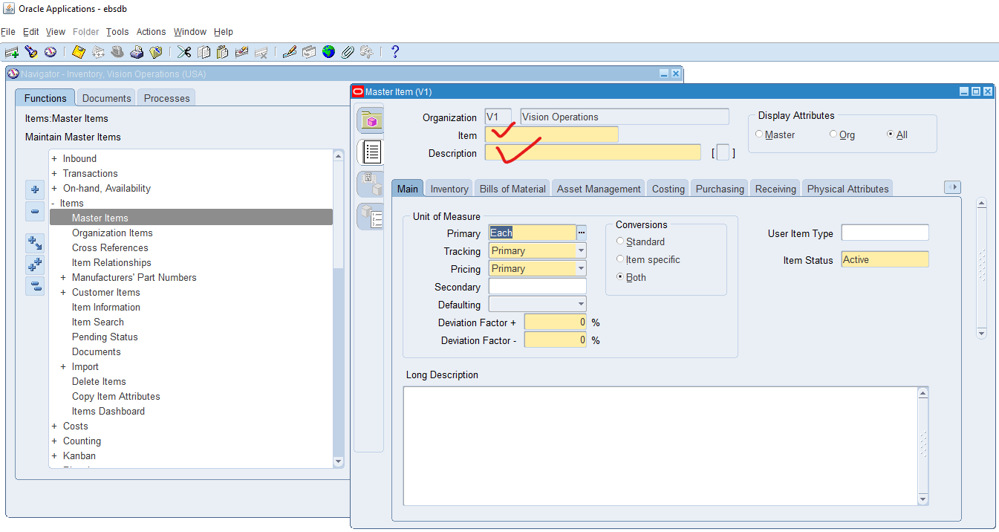 Oracle Applications - ebsdb
File Edit View Folder Tools Actions Window Help
?
Navigator - Inventory, Vision Operations (USA)
Functions Documents Processes
Items:Master Items
Maintain Master Items
+ Inbound
+ Transactions
+ On-hand, Availability
- Items
Master Items
Organization Items
Cross References
Item Relationships
+ Manufacturers' Part Numbers
+ Customer Items
Item Information
Item Search
Pending Status
Documents
+ Import
Delete Items
Copy Item Attributes
Items Dashboard
+ Costs
+ Counting
+ Kanban
Master Item (V1)
Organization V1 Vision Operations
Item
Description [ ]
Display Attributes
Master Org All
Main Inventory Bills of Material Asset Management Costing Purchasing Receiving Physical Attributes
Unit of Measure
Primary Each ...
Tracking Primary
Pricing Primary
Secondary
Defaulting
Deviation Factor + 0 %
Deviation Factor - 0 %
Conversions
Standard
Item specific
Both
User Item Type
Item Status Active
Long Description